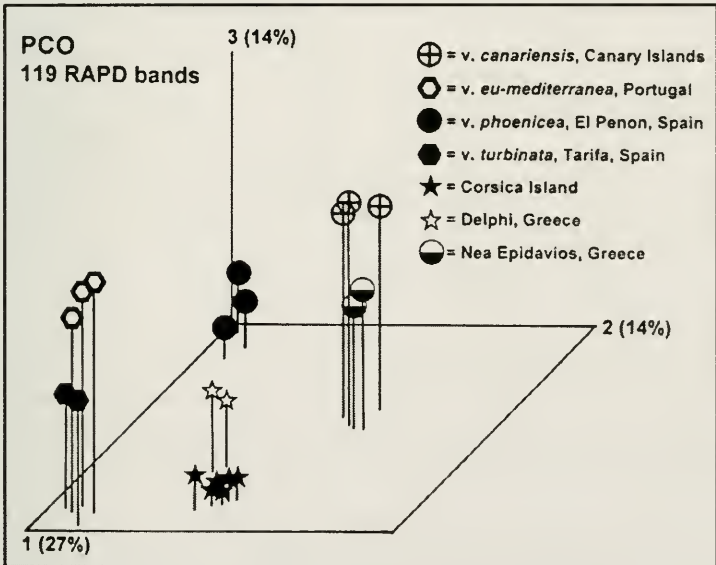 PCO
119 RAPD bands
3 (14%)
= v. canariensis, Canary Islands
= v. eu-mediterranea, Portugal
= v. phoenicea, El Penon, Spain
= v. turbinata, Tarifa, Spain
= Corsica Island
= Delphi, Greece
= Nea Epidavios, Greece
2 (14%)
1 (27%)